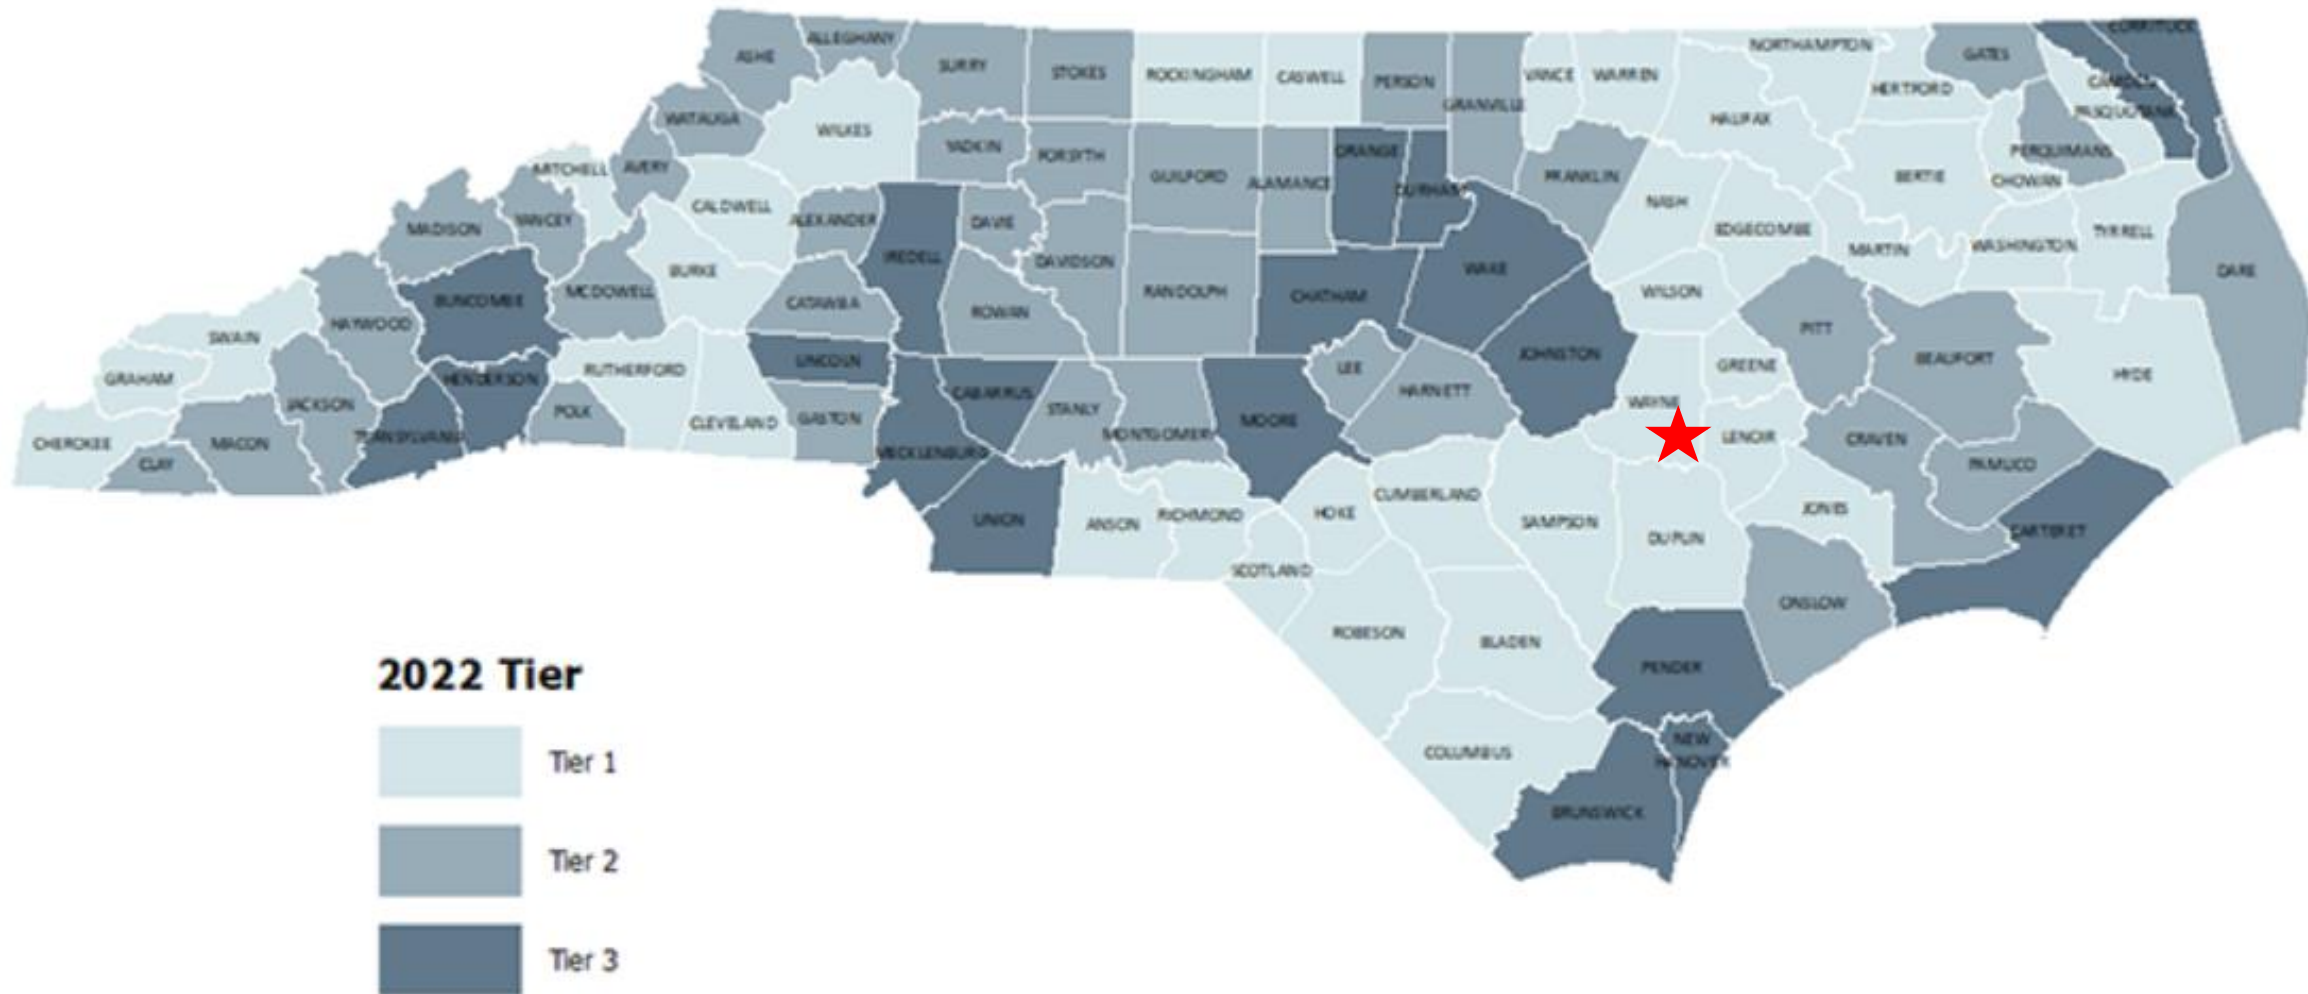 CURRITUCK
ALLEGHANY
ASHE
SURRY
STOKES
ROCKINGHAM
CASWELL
PERSON
GRANVILLE
VANCE
WARREN
NORTHAMPTON
GATES
HERTFORD
CAMDEN
PASQUOTANK
WATAUGA
WILKES
YADKIN
FORSYTH
HALIFAX
MITCHELL
AVERY
GUILFORD
ALAMANCE
ORANGE
DURHAM
FRANKLIN
BERTIE
PERQUIMANS
CHOWAN
MADISON
YANCEY
CALDWELL
ALEXANDER
DAVIE
NASH
EDGECOMBE
MARTIN
WASHINGTON
TYRRELL
BURKE
IREDELL
DAVIDSON
WAKE
DARE
BUNCOMBE
MCDOWELL
CATAWBA
ROWAN
RANDOLPH
CHATHAM
WILSON
SWAIN
HAYWOOD
PITT
GRAHAM
HENDERSON
RUTHERFORD
LINCOLN
LEE
JOHNSTON
GREENE
BEAUFORT
HYDE
JACKSON
CABARRUS
STANLY
HARNETT
WAYNE
CHEROKEE
CLAY
MACON
TRANSYLVANIA
POLK
CLEVELAND
GASTON
MECKLENBURG
MONTGOMERY
MOORE
LENOIR
CRAVEN
PAMLICO
UNION
ANSON
RICHMOND
HOKE
CUMBERLAND
SAMPSON
DUPLIN
JONES
CARTERET
SCOTLAND
ROBESON
BLADEN
ONSLOW
PENDER
COLUMBUS
NEW
HANOVER
BRUNSWICK
2022 Tier
Tier 1
Tier 2
Tier 3